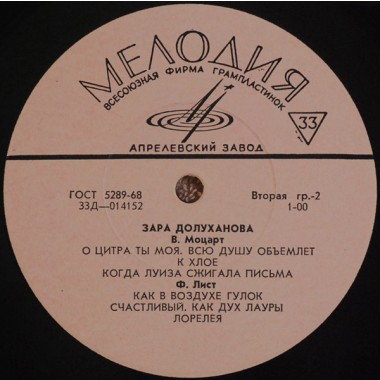 МЕЛОДИЯ
ВСЕСОЮЗНАЯ ФИРМА ГРАМПЛАСТИНОК
33
АПРЕЛЕВСКИЙ ЗАВОД
ГОСТ 5289-68 Вторая гр.-2
33Д—014152 1-00
ЗАРА ДОЛУХАНОВА
В. Моцарт
О ЦИТРА ТЫ МОЯ. ВСЮ ДУШУ ОБЪЕМЛЕТ
К ХЛОЕ
КОГДА ЛУИЗА СЖИГАЛА ПИСЬМА
Ф. Лист
КАК В ВОЗДУХЕ ГУЛОК
СЧАСТЛИВЫЙ, КАК ДУХ ЛАУРЫ
ЛОРЕЛЕЯ